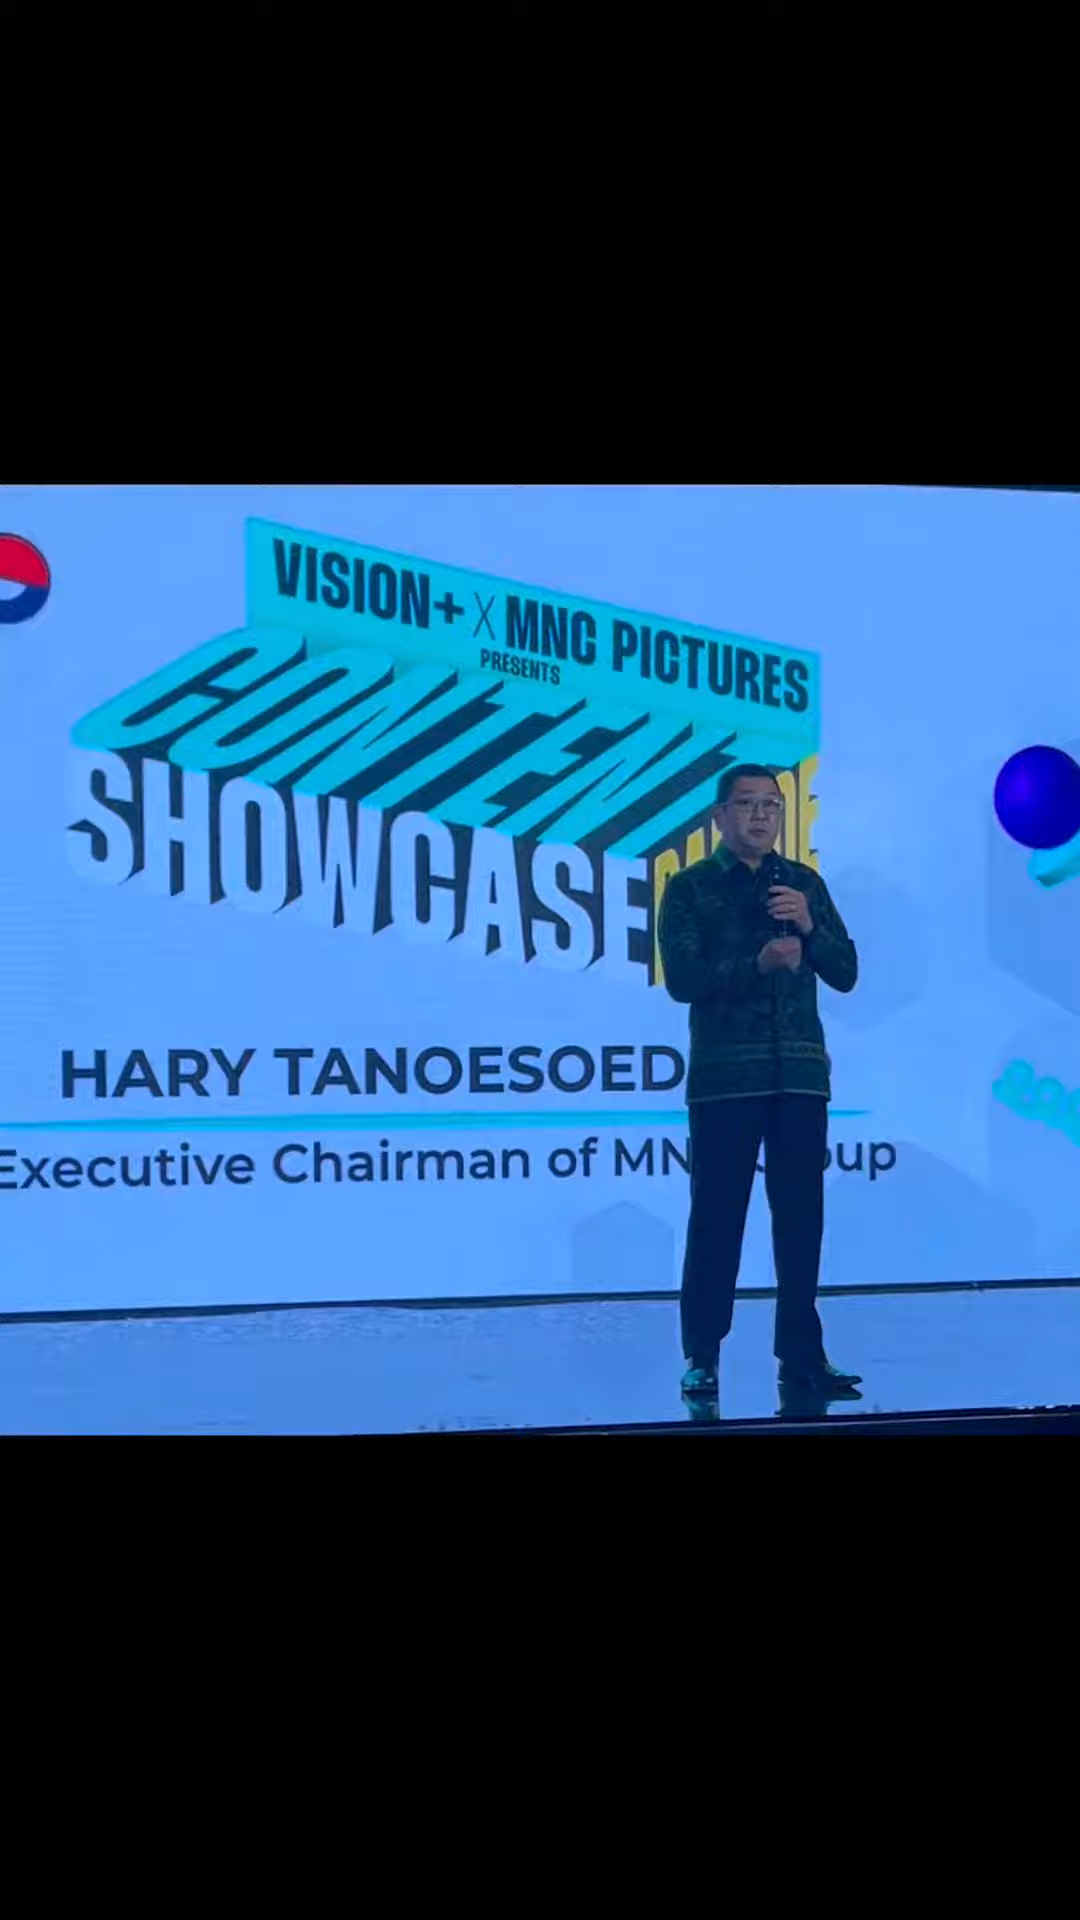 VISION+ X MNC PICTURES
PRESENTS
CONTENT
SHOWCASE
HARY TANOESOED
Executive Chairman of MN oup